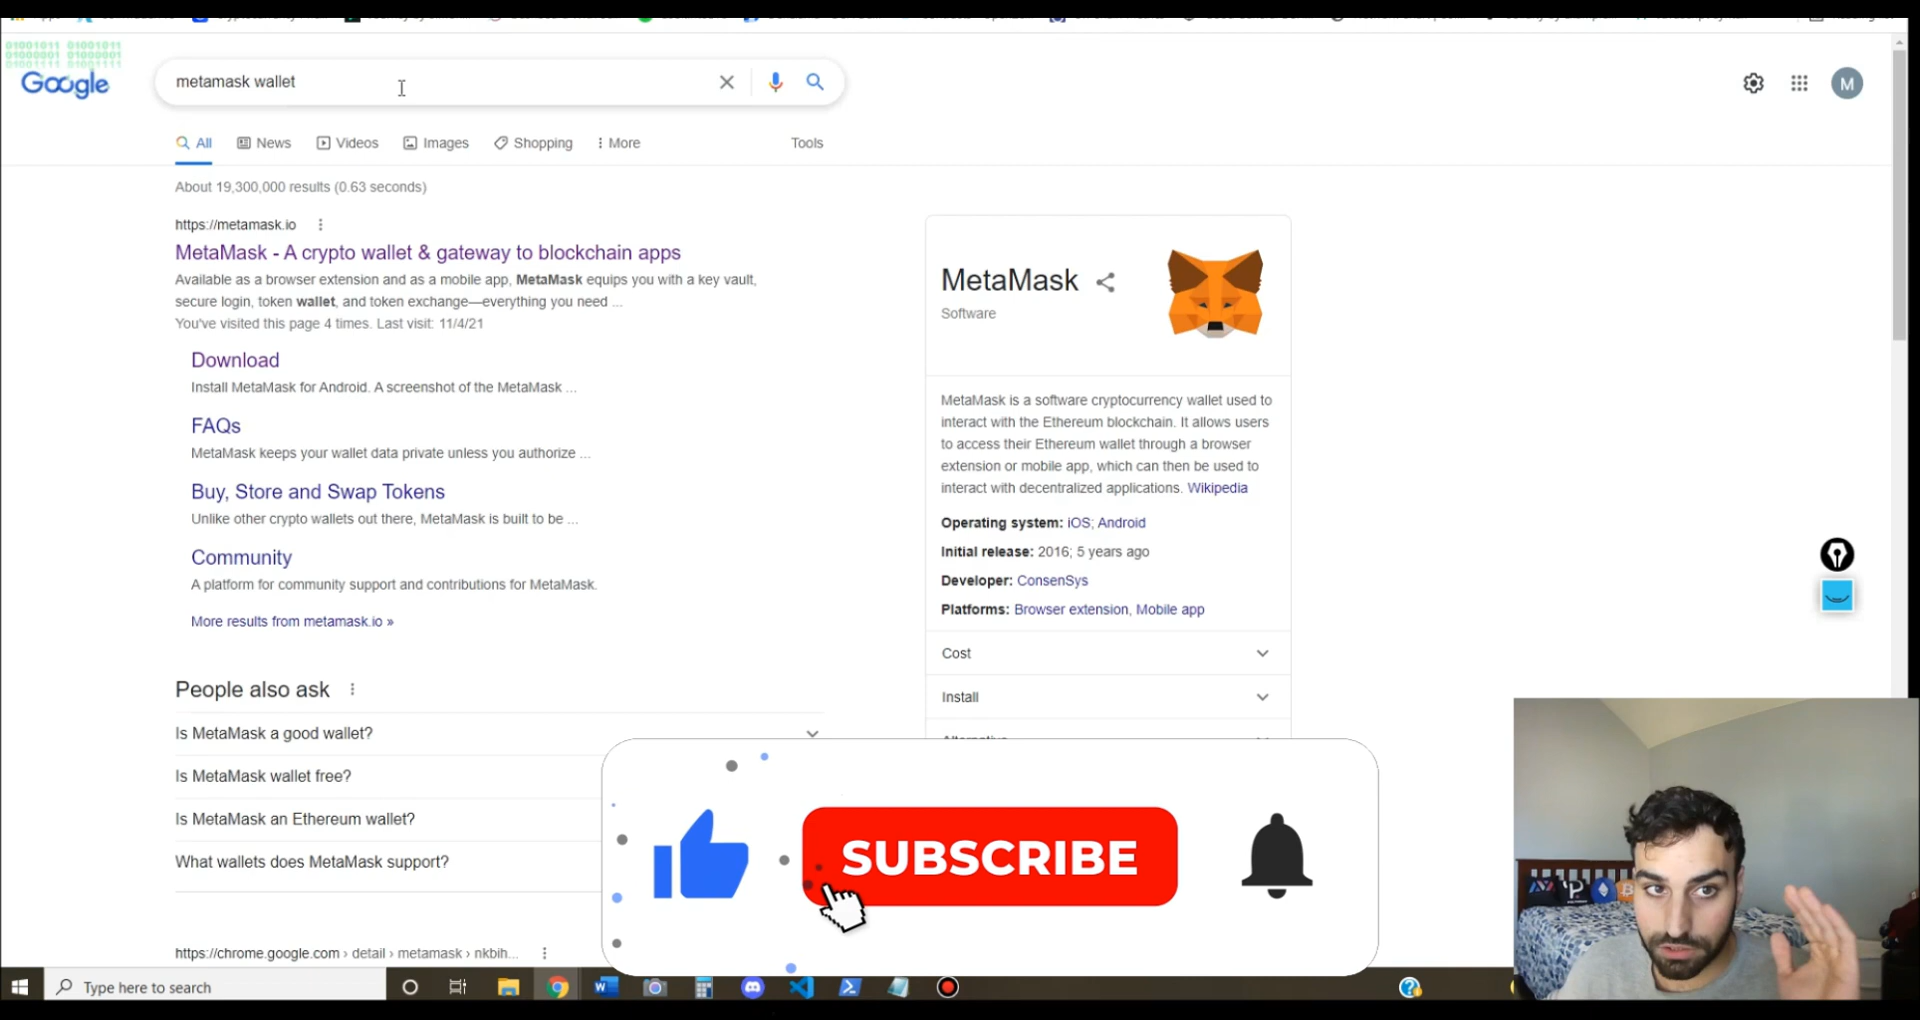 01001011 01001011
01000001 01000001
01001111 01001111
Google
metamask wallet
M
All
News
Videos
Images
Shopping
More
Tools
About 19,300,000 results (0.63 seconds)
https://metamask.io
MetaMask - A crypto wallet & gateway to blockchain apps
Available as a browser extension and as a mobile app, MetaMask equips you with a key vault,
secure login, token wallet, and token exchange—everything you need ...
You've visited this page 4 times. Last visit: 11/4/21
Download
Install MetaMask for Android. A screenshot of the MetaMask ...
FAQs
MetaMask keeps your wallet data private unless you authorize ...
Buy, Store and Swap Tokens
Unlike other crypto wallets out there, MetaMask is built to be ...
Community
A platform for community support and contributions for MetaMask.
More results from metamask.io »
People also ask
Is MetaMask a good wallet?
Is MetaMask wallet free?
Is MetaMask an Ethereum wallet?
What wallets does MetaMask support?
https://chrome.google.com › detail › metamask › nkbih...
MetaMask
Software
MetaMask is a software cryptocurrency wallet used to
interact with the Ethereum blockchain. It allows users
to access their Ethereum wallet through a browser
extension or mobile app, which can then be used to
interact with decentralized applications. Wikipedia
Operating system: iOS; Android
Initial release: 2016; 5 years ago
Developer: ConsenSys
Platforms: Browser extension, Mobile app
Cost
Install
SUBSCRIBE
Type here to search